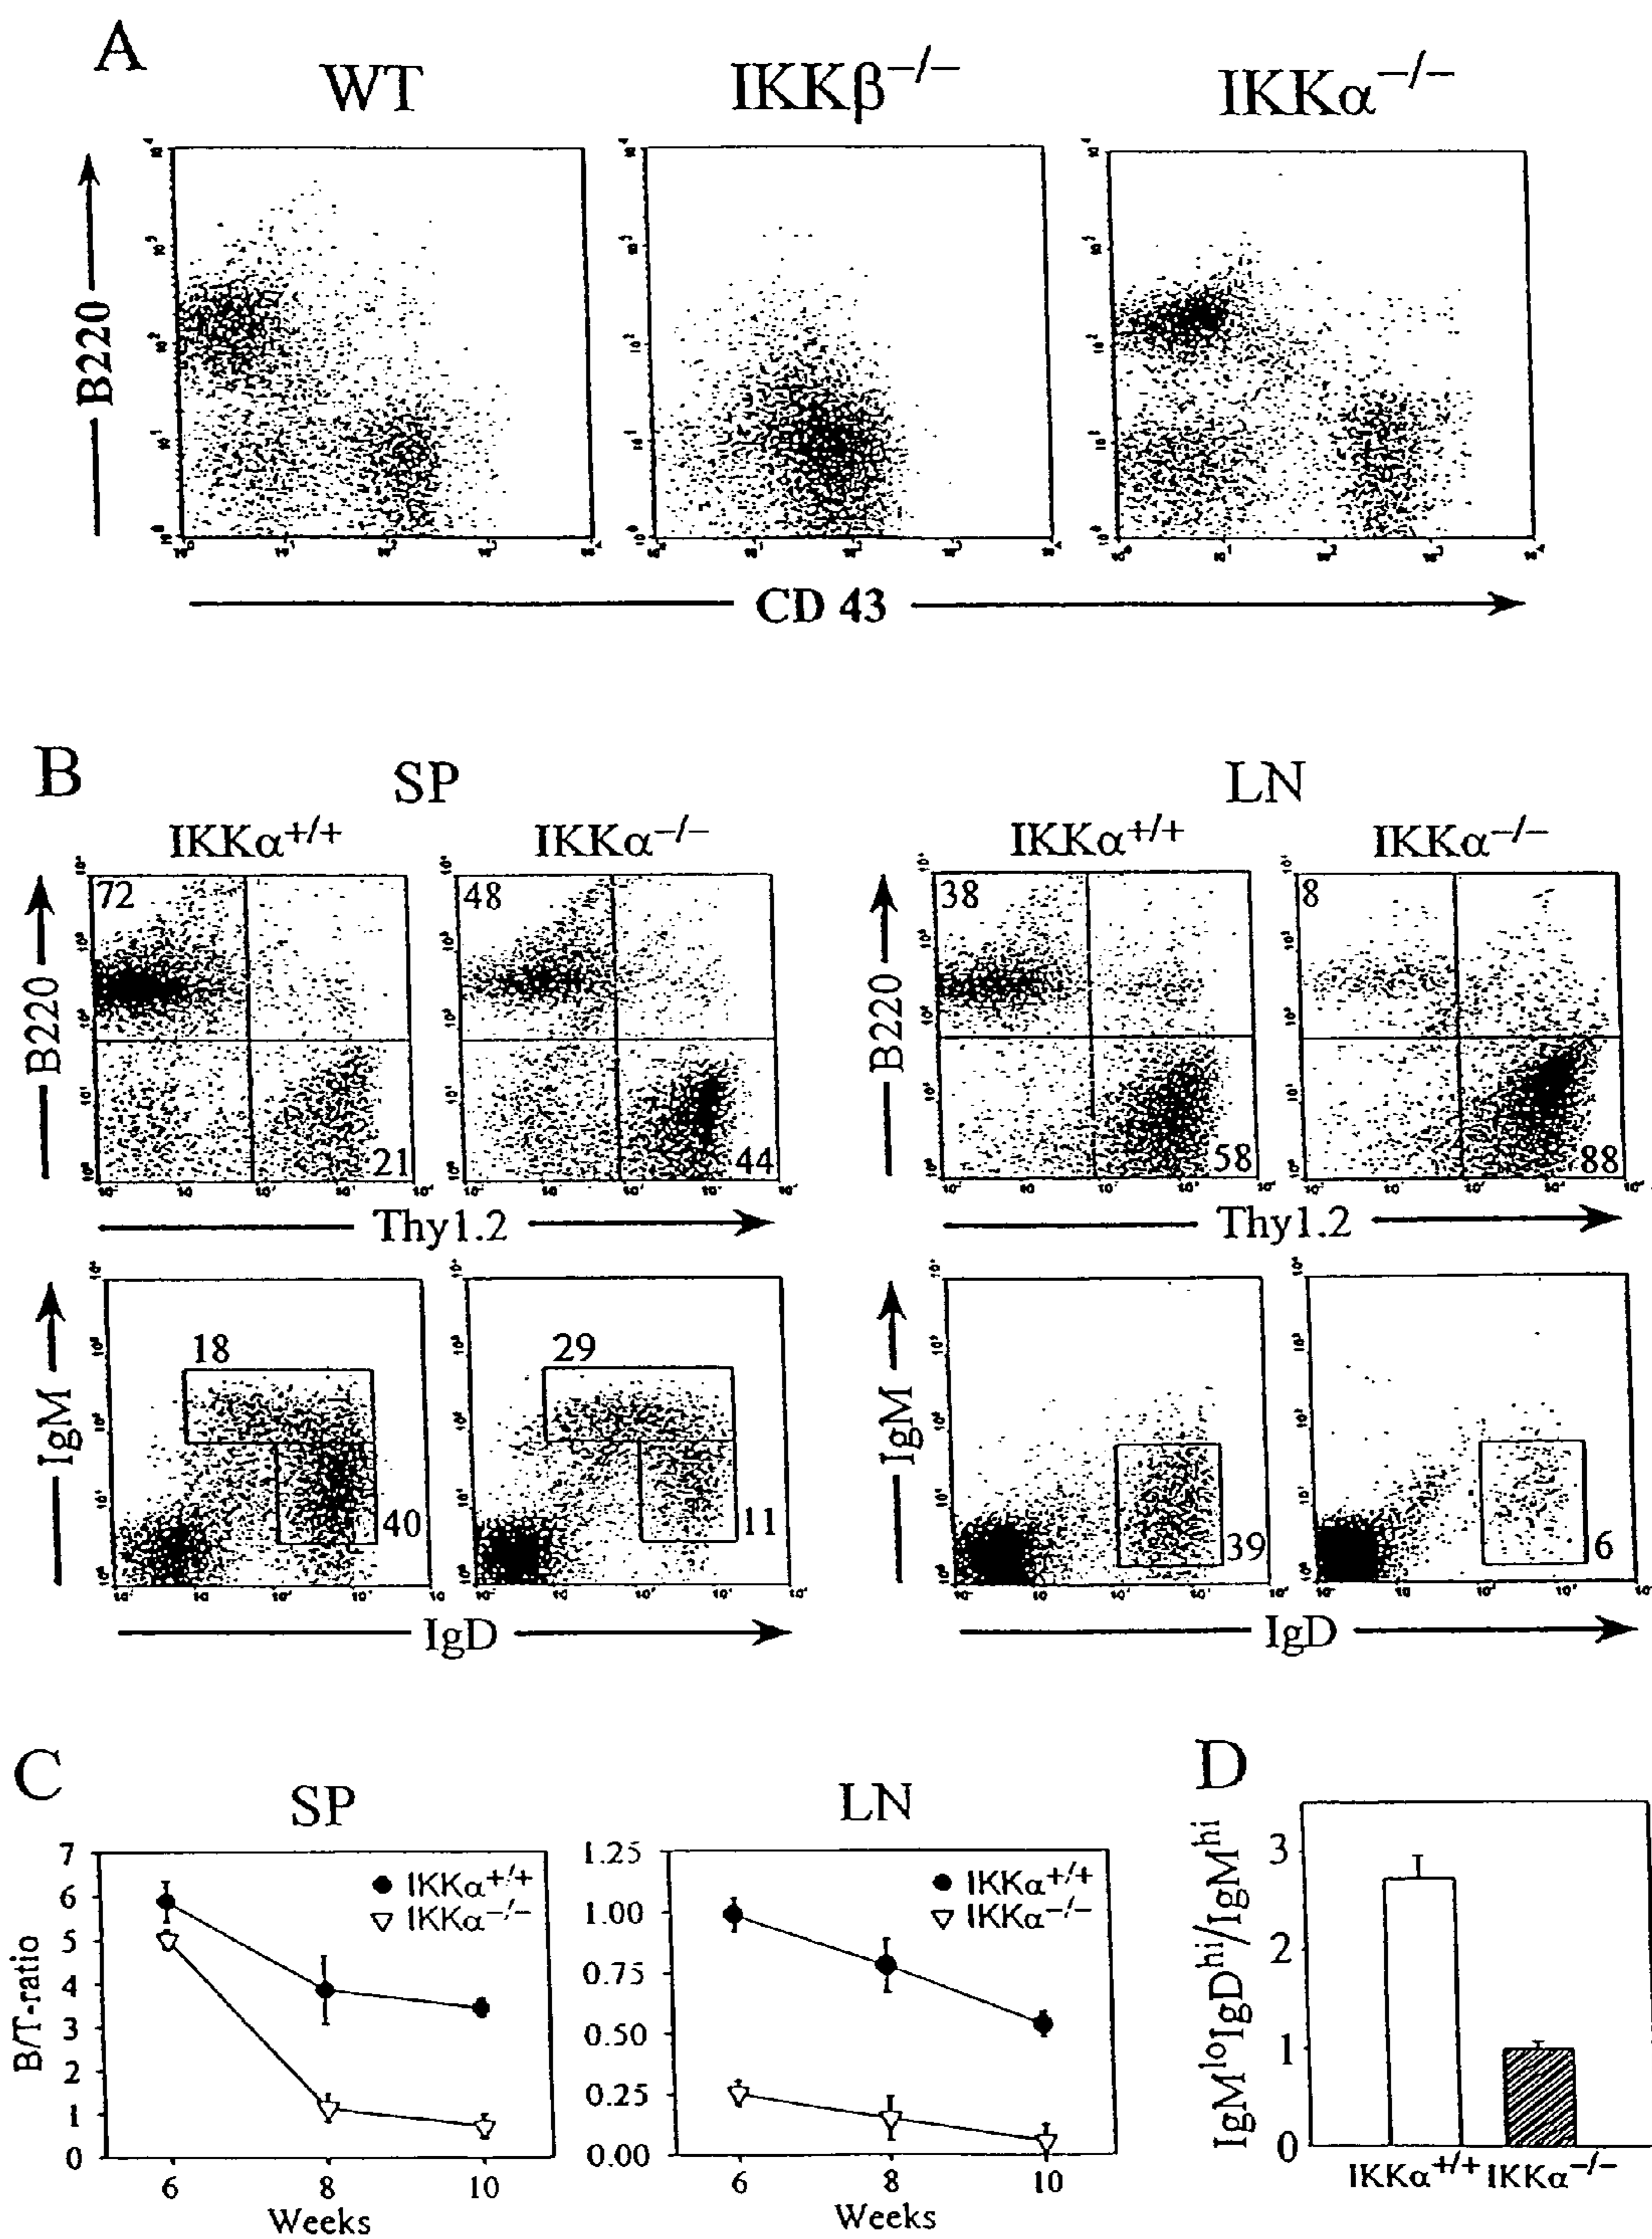 A
WT IKKβ⁻/⁻ IKKα⁻/⁻
B220
CD 43
B
SP LN
IKKα⁺/⁺ IKKα⁻/⁻ IKKα⁺/⁺ IKKα⁻/⁻
B220 72 21 48 44 B220 38 58 8 88
Thy1.2 Thy1.2
IgM 18 40 29 11 IgM 39 6
IgD IgD
C
SP LN
B/T-ratio
7
6
5
4
3
2
1
0
IKKα⁺/⁺
IKKα⁻/⁻
6 8 10
Weeks
1.25
1.00
0.75
0.50
0.25
0.00
IKKα⁺/⁺
IKKα⁻/⁻
6 8 10
Weeks
D
IgMˡᵒIgDʰⁱ/IgMʰⁱ
3
2
1
0
IKKα⁺/⁺ IKKα⁻/⁻